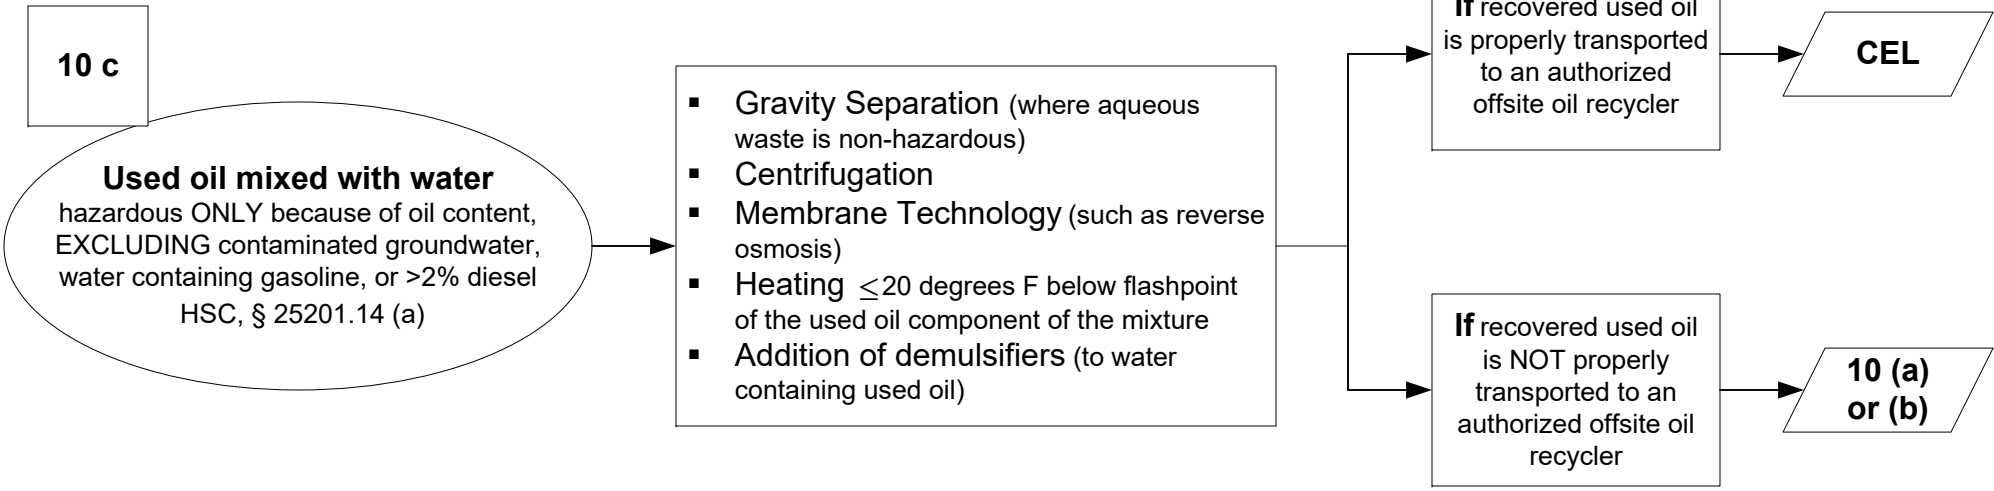 10 c
Used oil mixed with water
hazardous ONLY because of oil content,
EXCLUDING contaminated groundwater,
water containing gasoline, or >2% diesel
HSC, § 25201.14 (a)
▪ Gravity Separation (where aqueous
waste is non-hazardous)
▪ Centrifugation
▪ Membrane Technology (such as reverse
osmosis)
▪ Heating ≤20 degrees F below flashpoint
of the used oil component of the mixture
▪ Addition of demulsifiers (to water
containing used oil)
If recovered used oil
is properly transported
to an authorized
offsite oil recycler
CEL
If recovered used oil
is NOT properly
transported to an
authorized offsite oil
recycler
10 (a)
or (b)